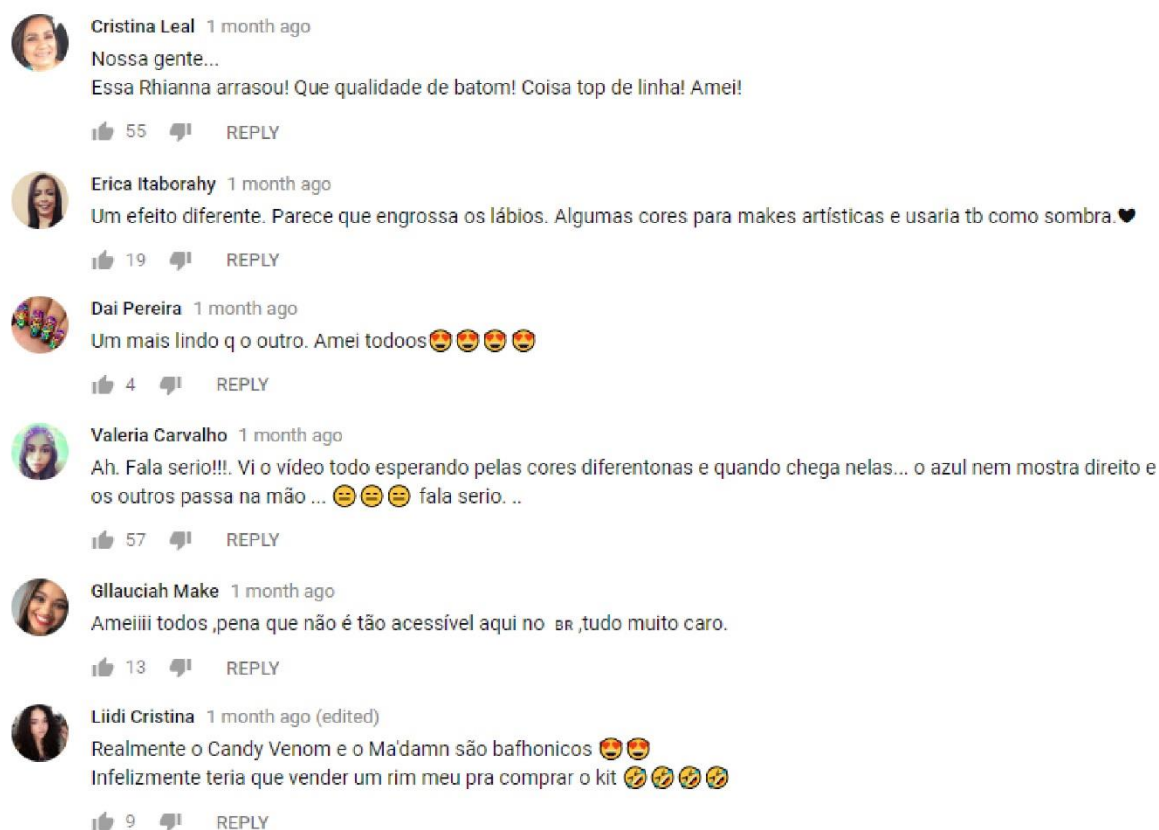 Cristina Leal 1 month ago
Nossa gente...
Essa Rhianna arrasou! Que qualidade de batom! Coisa top de linha! Amei!
55 REPLY
Erica Itaborahy 1 month ago
Um efeito diferente. Parece que engrossa os lábios. Algumas cores para makes artísticas e usaria tb como sombra.🖤
19 REPLY
Dai Pereira 1 month ago
Um mais lindo q o outro. Amei todoos😍😍😍😍
4 REPLY
Valeria Carvalho 1 month ago
Ah. Fala serio!!!. Vi o vídeo todo esperando pelas cores diferentonas e quando chega nelas... o azul nem mostra direito e
os outros passa na mão ... 😑😑😑 fala serio. ..
57 REPLY
Gllauciah Make 1 month ago
Ameiiii todos ,pena que não é tão acessível aqui no ʙʀ ,tudo muito caro.
13 REPLY
Liidi Cristina 1 month ago (edited)
Realmente o Candy Venom e o Ma'damn são bafhonicos 😍😍
Infelizmente teria que vender um rim meu pra comprar o kit 🤣🤣🤣🤣
9 REPLY